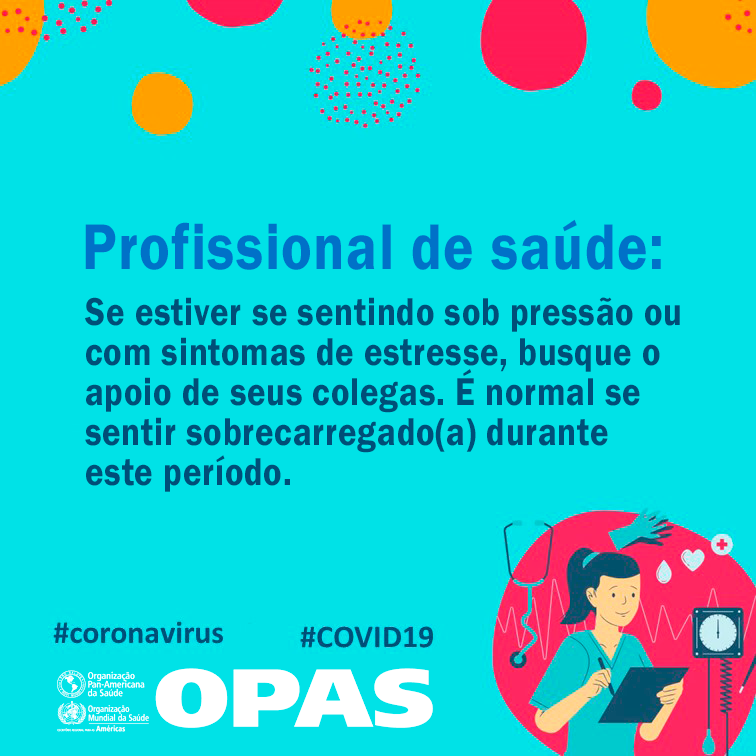 Profissional de saúde:
Se estiver se sentindo sob pressão ou
com sintomas de estresse, busque o
apoio de seus colegas. É normal se
sentir sobrecarregado(a) durante
este período.
#coronavirus
#COVID19
Organização
Pan-Americana
da Saúde
Organização
Mundial da Saúde
Américas
OPAS